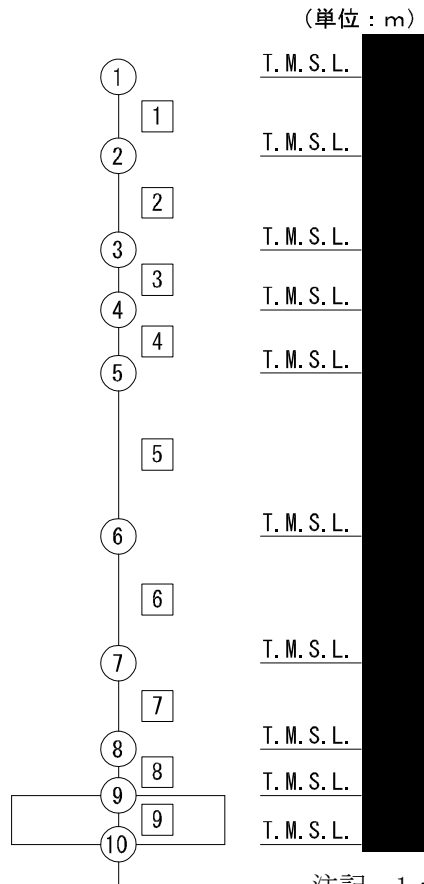 （単位：ｍ）
① T.M.S.L.
1
② T.M.S.L.
2
③ T.M.S.L.
3
④ T.M.S.L.
4
⑤ T.M.S.L.
5
⑥ T.M.S.L.
6
⑦ T.M.S.L.
7
⑧ T.M.S.L.
8
⑨ T.M.S.L.
9
⑩ T.M.S.L.